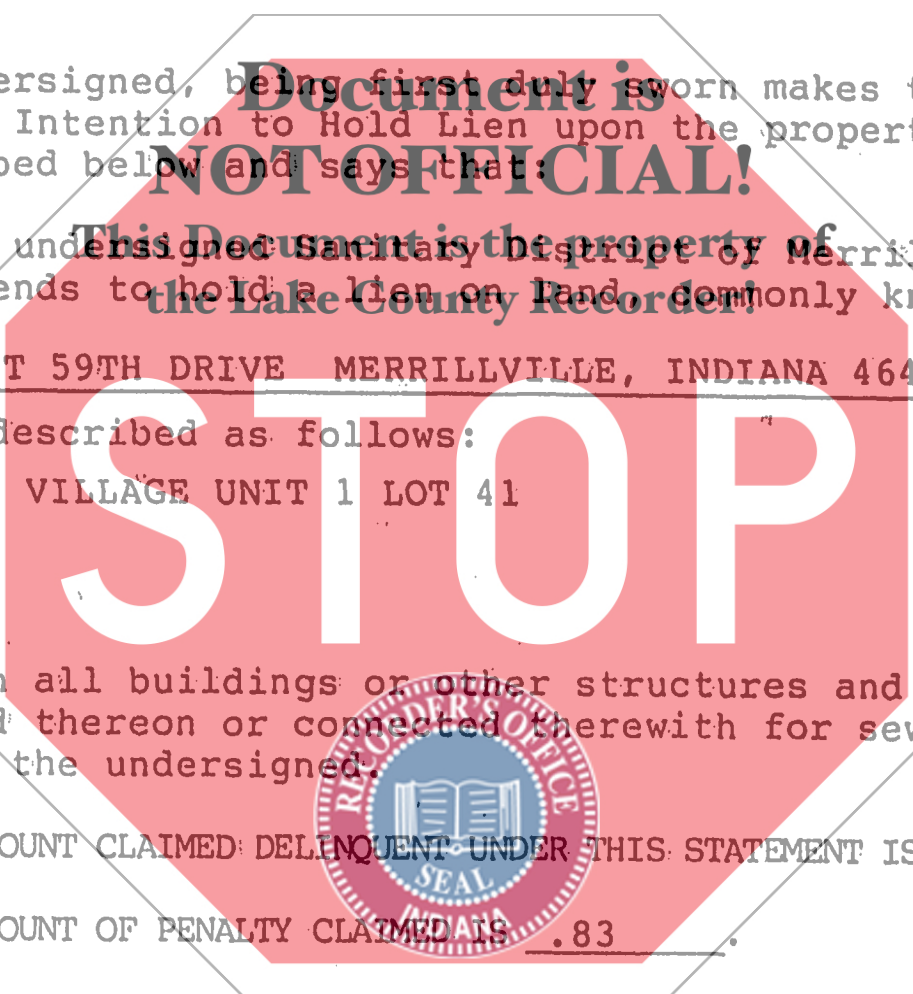 ersigned, being first duly sworn makes
Document is
Intention to Hold Lien upon the proper
bed below and says that:
NOT OFFICIAL!
undersigned Sanitary District of Merri
This Document is the property of
ends to hold a lien on land, commonly k
the Lake County Recorder!
T 59TH DRIVE MERRILLVILLE, INDIANA 464
described as follows:
VILLAGE UNIT 1 LOT 41
STOP
all buildings or other structures and
thereon or connected therewith for sew
the undersigned.
RECORDER'S OFFICE
SEAL
INDIANA
OUNT CLAIMED DELINQUENT UNDER THIS STATEMENT IS
OUNT OF PENALTY CLAIMED IS .83.